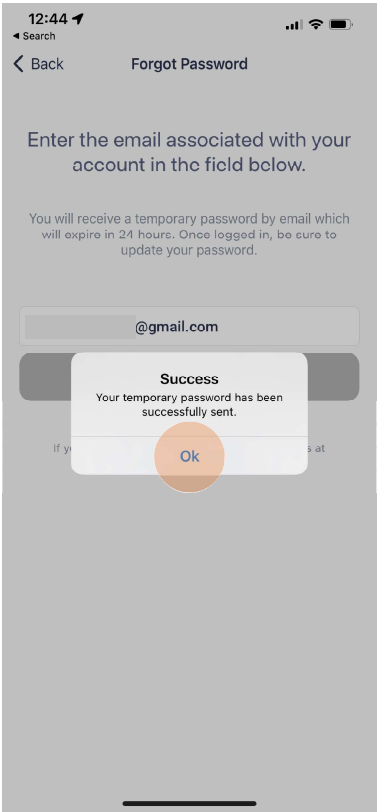 12:44
Search
Back
Forgot Password
Enter the email associated with your
account in the field below.
You will receive a temporary password by email which
will expire in 24 hours. Once logged in, be sure to
update your password.
@gmail.com
Success
Your temporary password has been
successfully sent.
If at
Ok